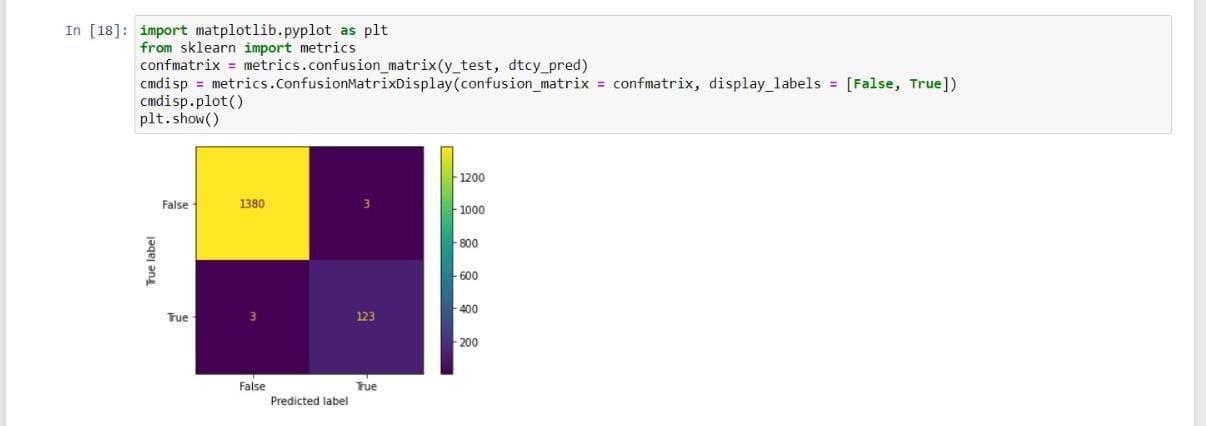 In [18]: import matplotlib.pyplot as plt
from sklearn import metrics
confmatrix = metrics.confusion_matrix(y_test, dtcy_pred)
cmdisp = metrics.ConfusionMatrixDisplay(confusion_matrix = confmatrix, display_labels = [False, True])
cmdisp.plot()
plt.show()
1200
False 1380 3
1000
800
True label
600
400
True 3 123
200
False True
Predicted label